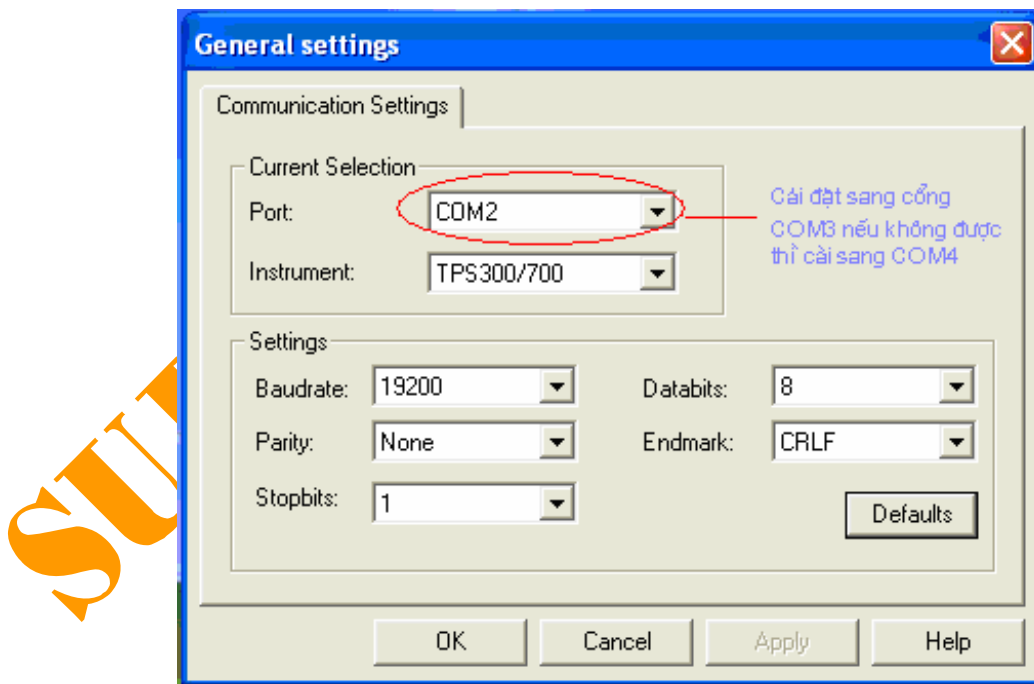 General settings
Communication Settings
Current Selection
Port: COM2
Cái đặt sang cổng
COM3 nếu không được
thì cài sang COM4
Instrument: TPS300/700
Settings
Baudrate: 19200 Databits: 8
Parity: None Endmark: CRLF
Stopbits: 1
Defaults
OK Cancel Apply Help